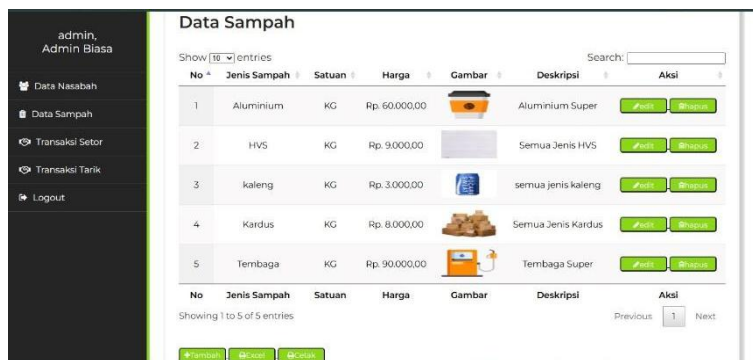 admin,
Admin Biasa
Data Nasabah
Data Sampah
Transaksi Setor
Transaksi Tarik
Logout
Data Sampah
Show 10 entries Search:
No Jenis Sampah Satuan Harga Gambar Deskripsi Aksi
1 Aluminium KG Rp. 60.000,00 Aluminium Super edit hapus
2 HVS KG Rp. 9.000,00 Semua Jenis HVS edit hapus
3 kaleng KG Rp. 3.000,00 semua jenis kaleng edit hapus
4 Kardus KG Rp. 8.000,00 Semua Jenis Kardus edit hapus
5 Tembaga KG Rp. 90.000,00 Tembaga Super edit hapus
No Jenis Sampah Satuan Harga Gambar Deskripsi Aksi
Showing 1 to 5 of 5 entries Previous 1 Next
Tambah Excel Cetak